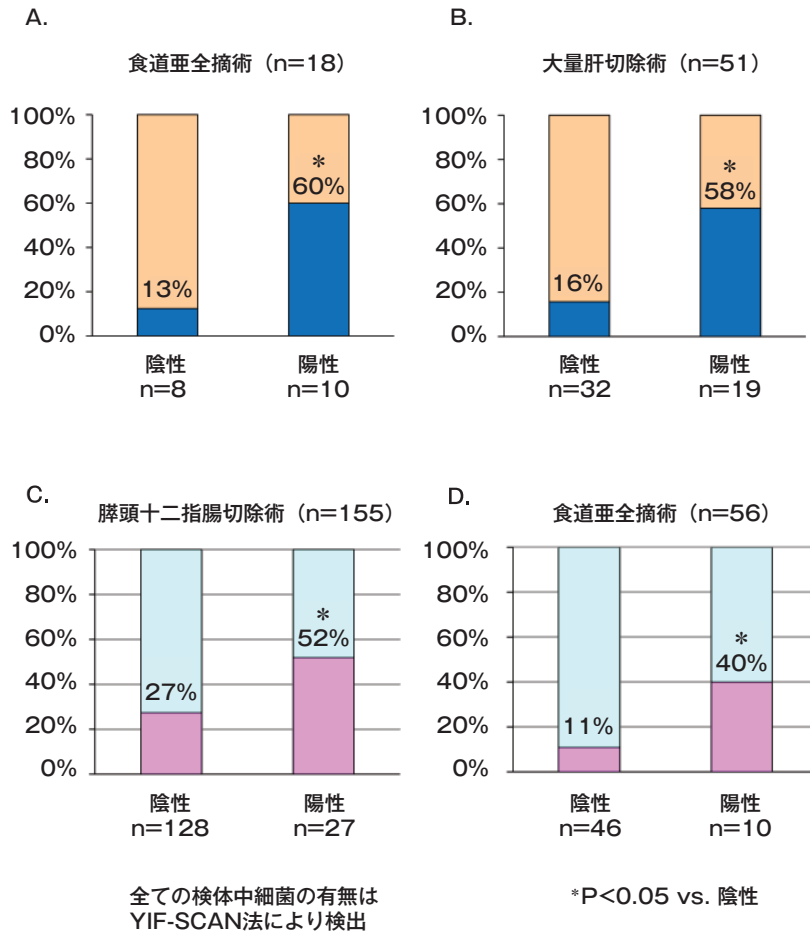 A.
食道亜全摘術（n=18）
100%
80%
60%
40%
20%
0%
13%
*
60%
陰性
n=8
陽性
n=10
B.
大量肝切除術（n=51）
100%
80%
60%
40%
20%
0%
16%
*
58%
陰性
n=32
陽性
n=19
C.
膵頭十二指腸切除術（n=155）
100%
80%
60%
40%
20%
0%
27%
*
52%
陰性
n=128
陽性
n=27
D.
食道亜全摘術（n=56）
100%
80%
60%
40%
20%
0%
11%
*
40%
陰性
n=46
陽性
n=10
全ての検体中細菌の有無は
YIF-SCAN法により検出
*P<0.05 vs. 陰性